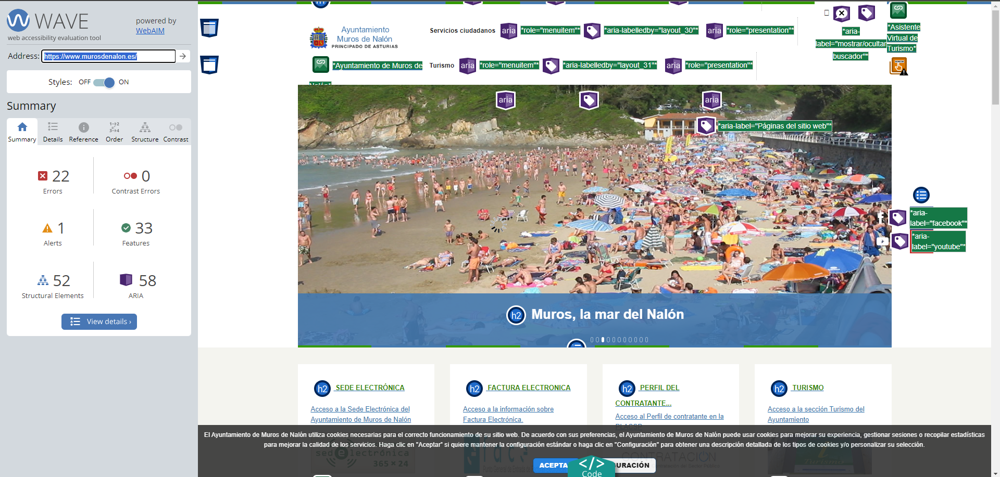 WAVE
web accessibility evaluation tool
powered by
WebAIM
Address: https://www.murosdenalon.es/
Styles: OFF ON
Summary
Summary Details Reference Order Structure Contrast
22
Errors
0
Contrast Errors
1
Alerts
33
Features
52
Structural Elements
58
ARIA
View details ›
Ayuntamiento
Muros de Nalón
PRINCIPADO DE ASTURIAS
*Ayuntamiento de Muros de
Nalón*
Servicios ciudadanos aria *role="menuitem"* *aria-labelledby="layout_30"* aria *role="presentation"*
Turismo aria *role="menuitem"* *aria-labelledby="layout_31"* aria *role="presentation"*
*aria-
label="mostrar/ocultar
buscador"*
*Asistente
Virtual de
Turismo*
aria aria
*aria-label="Páginas del sitio web"*
*aria-
label="facebook"*
*aria-
label="youtube"*
h2 Muros, la mar del Nalón
h2 SEDE ELECTRÓNICA
Acceso a la Sede Electrónica del
Ayuntamiento de Muros de Nalón
h2 FACTURA ELECTRONICA
Acceso a la información sobre
Factura Electrónica.
h2 PERFIL DEL
CONTRATANTE...
Acceso al Perfil de contratante en la
PLACSP
h2 TURISMO
Acceso a la sección Turismo del
Ayuntamiento
El Ayuntamiento de Muros de Nalón utiliza cookies necesarias para el correcto funcionamiento de su sitio web. De acuerdo con sus preferencias, el Ayuntamiento de Muros de Nalón puede usar cookies para mejorar su experiencia, gestionar sesiones o recopilar estadísticas
para mejorar la calidad de los servicios. Haga clic en "Aceptar" si quiere mantener la configuración estándar o haga clic en "Configuración" para obtener una descripción detallada de los tipos de cookies y/o personalizar su selección.
sedelectrónica
365 × 24
face
CONTRATACIÓN
Turismo
ACEPTA
</>
Code
GURACIÓN